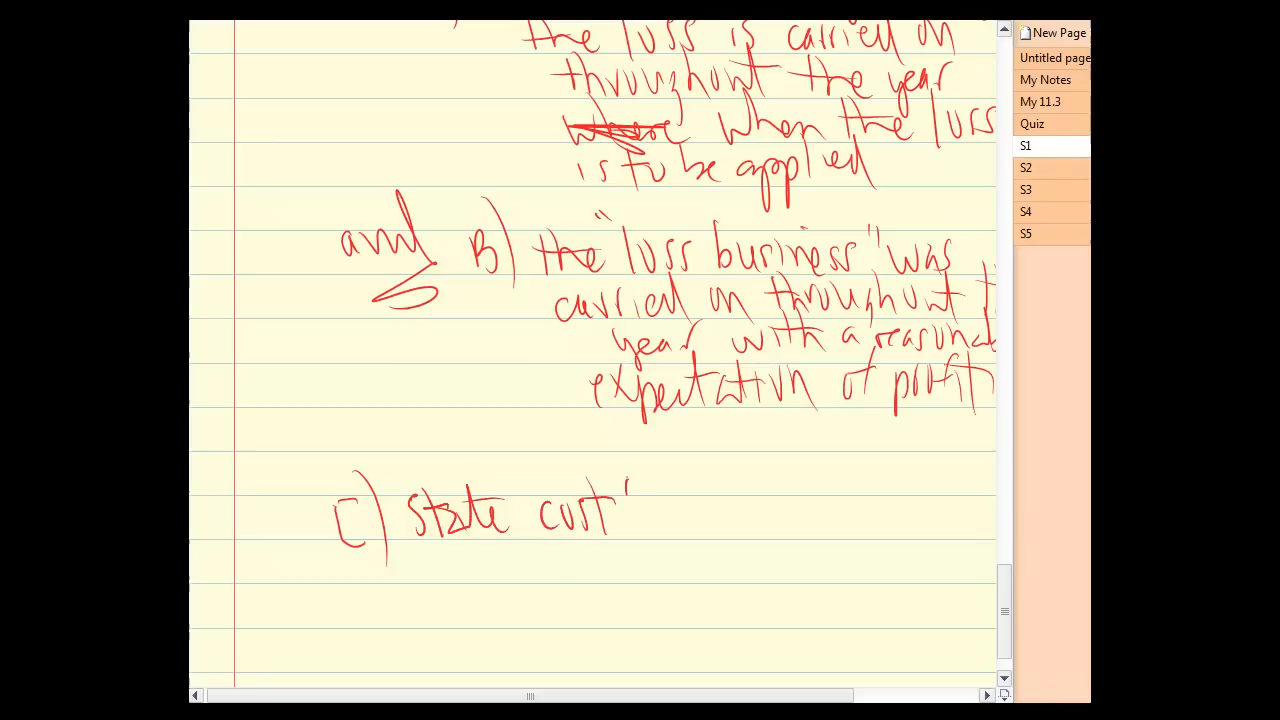 the loss is carried on
throughout the year
where when the loss
is to be applied
and B) the "loss business" was
carried on throughout t
year with a reasonab
expectation of profit
C) state cost'
New Page
Untitled page
My Notes
My 11.3
Quiz
S1
S2
S3
S4
S5